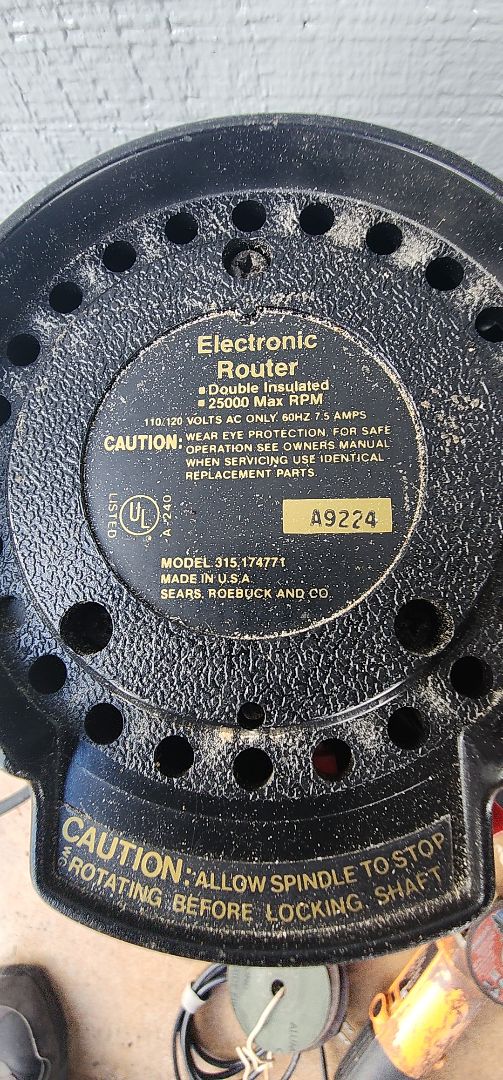 Electronic
Router
▪ Double Insulated
▪ 25000 Max RPM
110/120 VOLTS AC ONLY 60HZ 7.5 AMPS
CAUTION: WEAR EYE PROTECTION. FOR SAFE
OPERATION SEE OWNERS MANUAL
WHEN SERVICING USE IDENTICAL
REPLACEMENT PARTS.
LISTED
UL
A-240
A9224
MODEL 315.174771
MADE IN U.S.A.
SEARS, ROEBUCK AND CO.
CAUTION: ALLOW SPINDLE TO STOP
ROTATING BEFORE LOCKING SHAFT